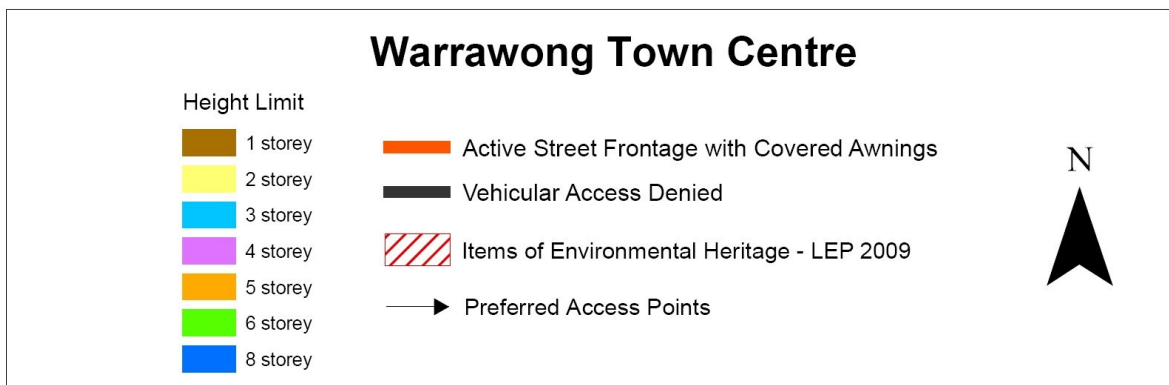 Warrawong Town Centre
Height Limit
1 storey
2 storey
3 storey
4 storey
5 storey
6 storey
8 storey
Active Street Frontage with Covered Awnings
Vehicular Access Denied
Items of Environmental Heritage - LEP 2009
Preferred Access Points
N